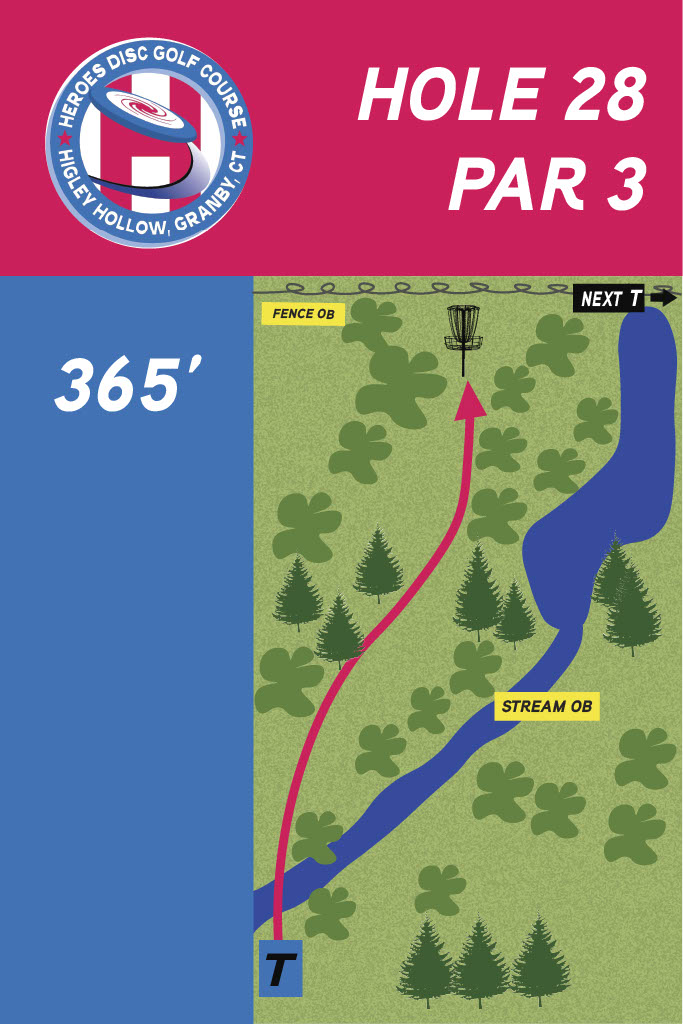 HEROES DISC GOLF COURSE
HIGLEY HOLLOW, GRANBY, CT
HOLE 28
PAR 3
365'
NEXT T
FENCE OB
STREAM OB
T